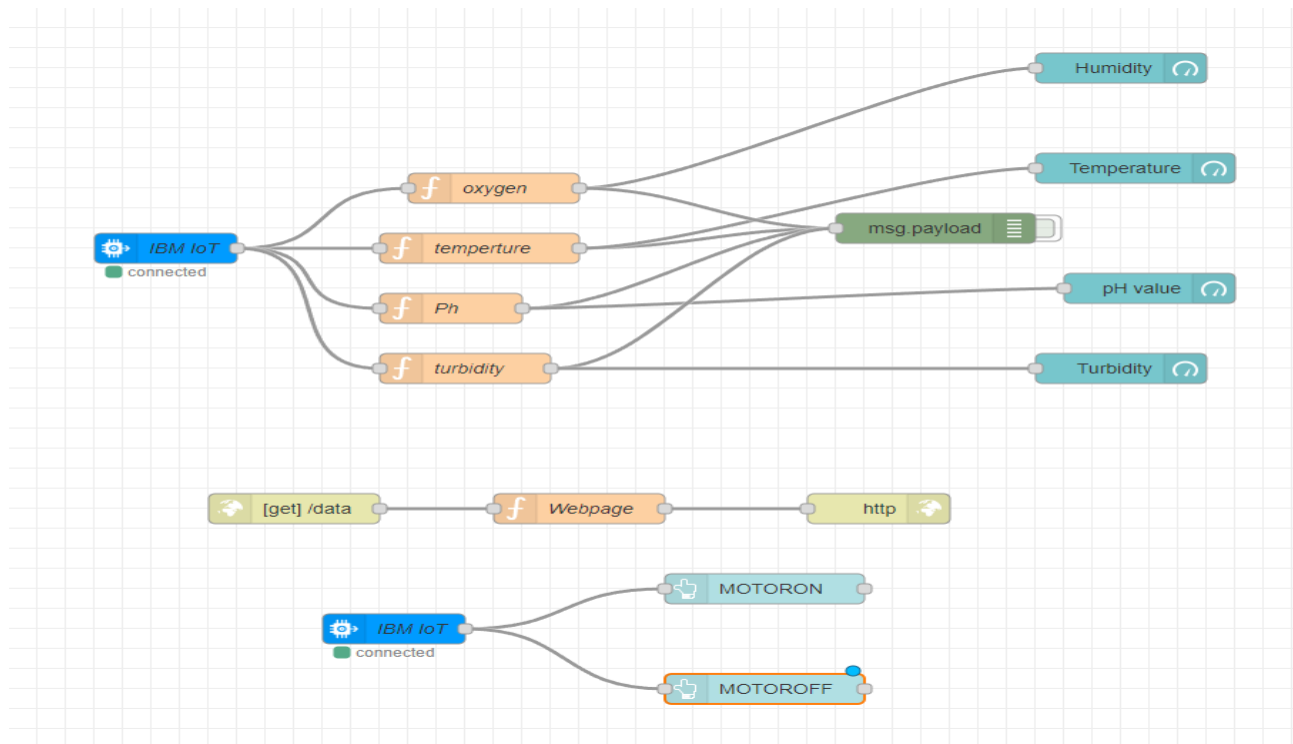 Humidity
Temperature
oxygen
msg.payload
IBM IoT
temperture
connected
pH value
Ph
turbidity
Turbidity
[get] /data
Webpage
http
MOTORON
IBM IoT
connected
MOTOROFF